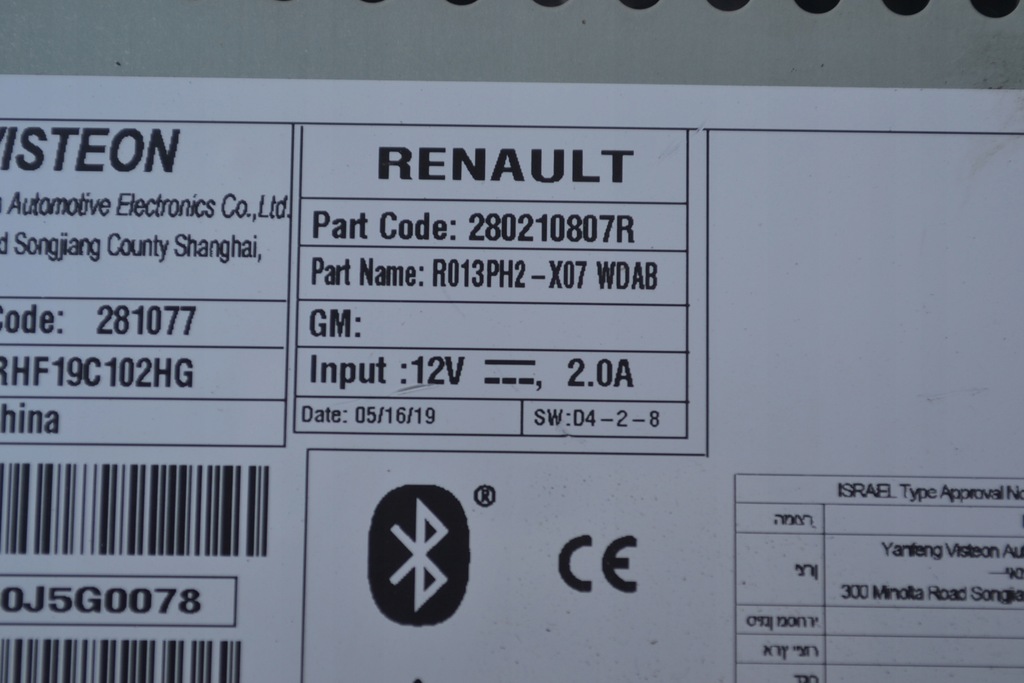 VISTEON
Automotive Electronics Co.,Ltd.
d Songjiang County Shanghai,
Code: 281077
RHF19C102HG
hina
0J5G0078
RENAULT
Part Code: 280210807R
Part Name: R013PH2-X07 WDAB
GM:
Input :12V ⎓, 2.0A
Date: 05/16/19
SW:D4-2-8
®
CE
ISRAEL Type Approval No
Yanfeng Visteon Au
300 Minolta Road Songjia